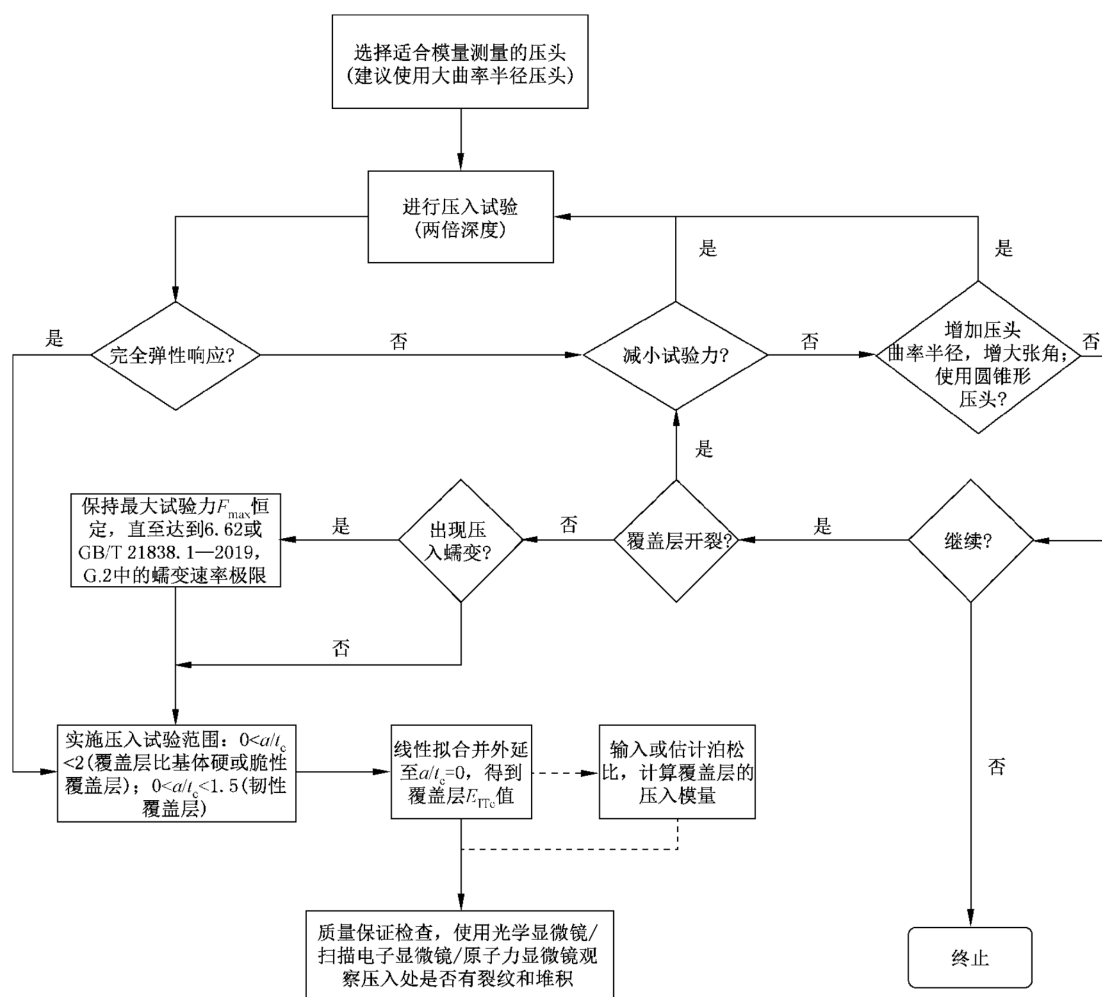 选择适合模量测量的压头
(建议使用大曲率半径压头)
进行压入试验
(两倍深度)
是
是
是
完全弹性响应?
否
减小试验力?
否
增加压头
曲率半径，增大张角;
使用圆锥形
压头?
否
是
保持最大试验力Fmax恒
定，直至达到6.62或
GB/T 21838.1—2019,
G.2中的蠕变速率极限
是
出现压
入蠕变?
否
覆盖层开裂?
是
继续?
否
否
实施压入试验范围：0<a/tc
<2(覆盖层比基体硬或脆性
覆盖层)；0<a/tc<1.5(韧性
覆盖层)
线性拟合并外延
至a/tc=0，得到
覆盖层EITc值
输入或估计泊松
比，计算覆盖层的
压入模量
质量保证检查，使用光学显微镜/
扫描电子显微镜/原子力显微镜观
察压入处是否有裂纹和堆积
终止